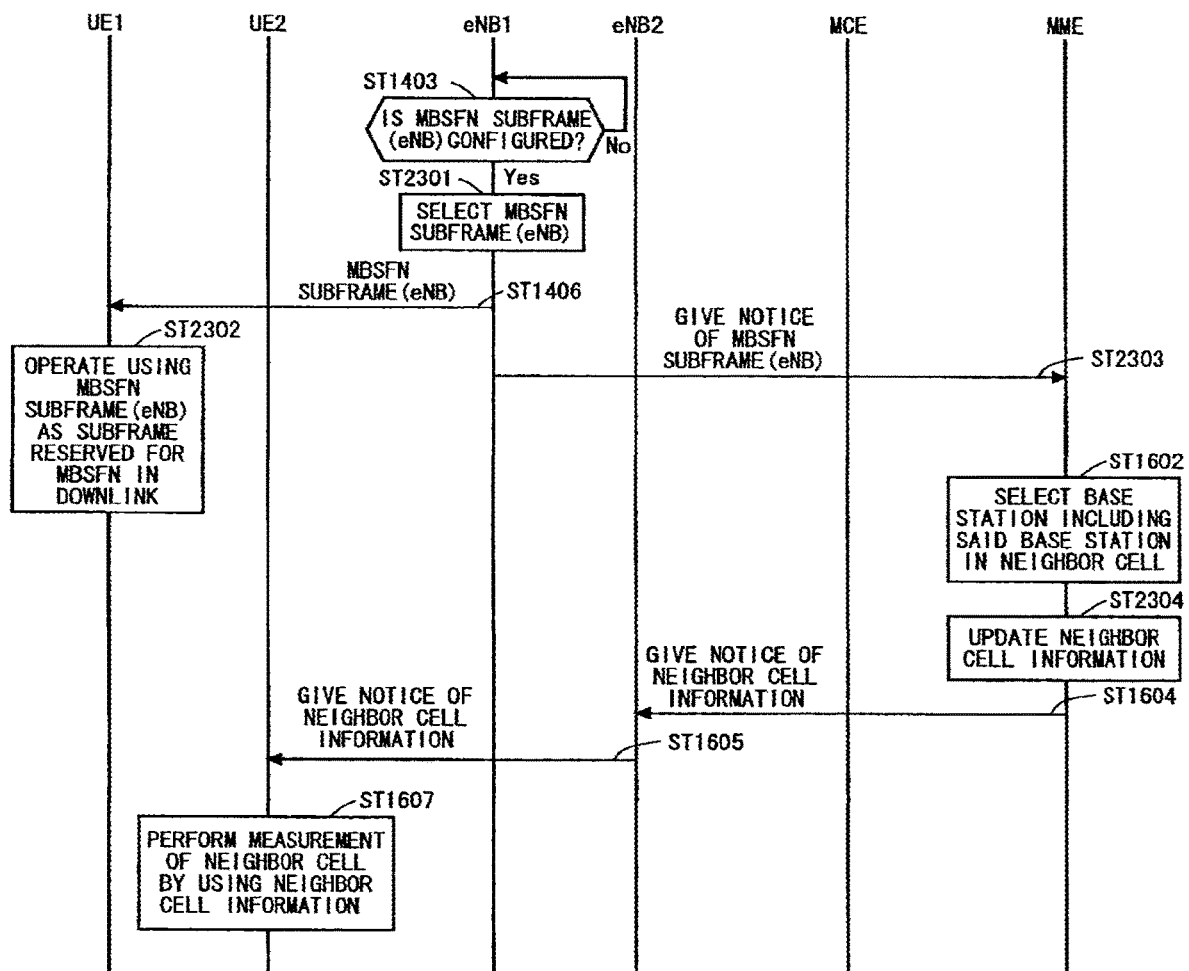 UE1
UE2
eNB1
eNB2
MCE
MME
ST1403
IS MBSFN SUBFRAME
(eNB) CONFIGURED?
No
ST2301
Yes
SELECT MBSFN
SUBFRAME(eNB)
MBSFN
SUBFRAME(eNB)
ST1406
ST2302
OPERATE USING
MBSFN
SUBFRAME(eNB)
AS SUBFRAME
RESERVED FOR
MBSFN IN
DOWNLINK
GIVE NOTICE
OF MBSFN
SUBFRAME(eNB)
ST2303
ST1602
SELECT BASE
STATION INCLUDING
SAID BASE STATION
IN NEIGHBOR CELL
ST2304
UPDATE NEIGHBOR
CELL INFORMATION
GIVE NOTICE OF
NEIGHBOR CELL
INFORMATION
ST1604
GIVE NOTICE OF
NEIGHBOR CELL
INFORMATION
ST1605
ST1607
PERFORM MEASUREMENT
OF NEIGHBOR CELL
BY USING NEIGHBOR
CELL INFORMATION